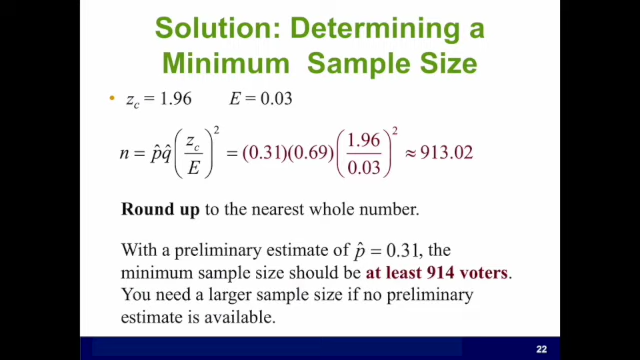 Solution: Determining a
Minimum Sample Size
• z_c = 1.96 E = 0.03
n = p̂q̂(z_c/E)² = (0.31)(0.69)(1.96/0.03)² ≈ 913.02
Round up to the nearest whole number.
With a preliminary estimate of p̂ = 0.31, the
minimum sample size should be at least 914 voters.
You need a larger sample size if no preliminary
estimate is available.
22